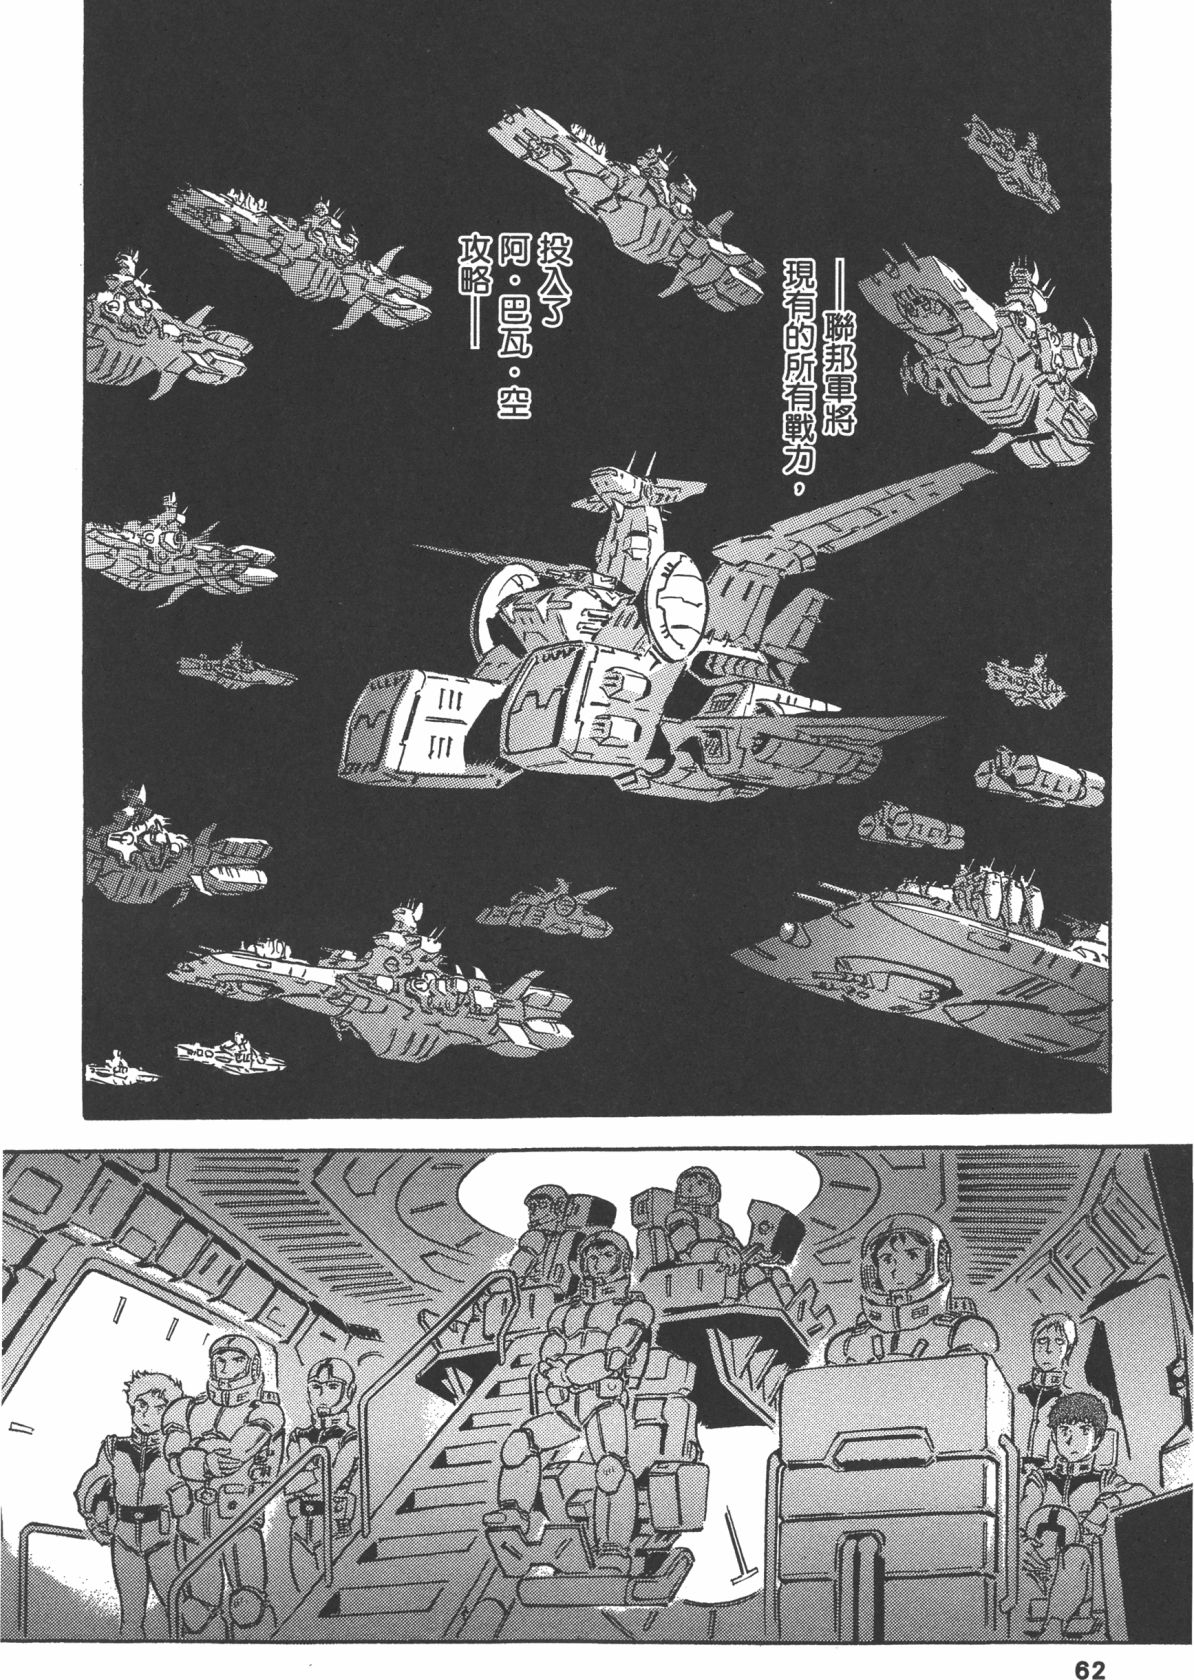 ——聯邦軍將
現有的所有戰力，
投入了
阿・巴瓦・空
攻略——
62